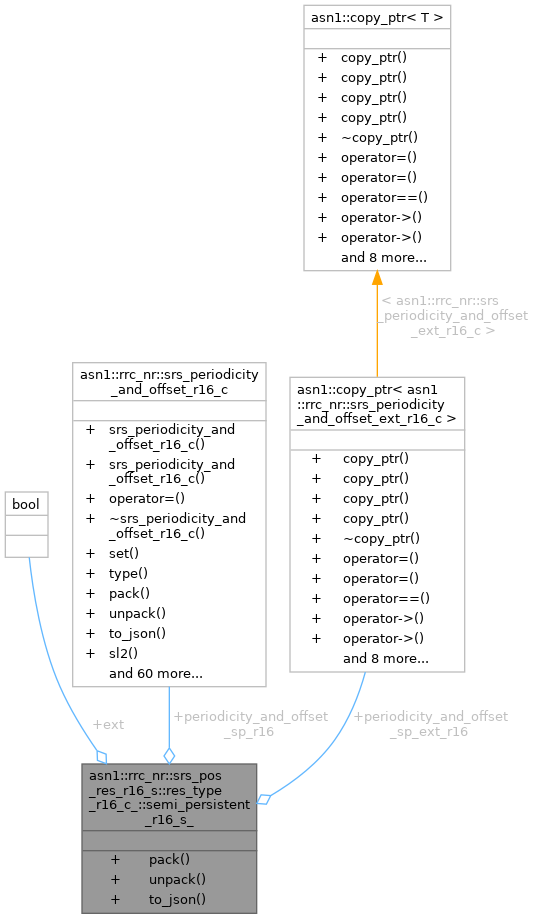 asn1::copy_ptr< T >
+ copy_ptr()
+ copy_ptr()
+ copy_ptr()
+ copy_ptr()
+ ~copy_ptr()
+ operator=()
+ operator=()
+ operator==()
+ operator->()
+ operator->()
and 8 more...
< asn1::rrc_nr::srs
_periodicity_and_offset
_ext_r16_c >
asn1::rrc_nr::srs_periodicity
_and_offset_r16_c
+ srs_periodicity_and
_offset_r16_c()
+ srs_periodicity_and
_offset_r16_c()
+ operator=()
+ ~srs_periodicity_and
_offset_r16_c()
+ set()
+ type()
+ pack()
+ unpack()
+ to_json()
+ sl2()
and 60 more...
asn1::copy_ptr< asn1
::rrc_nr::srs_periodicity
_and_offset_ext_r16_c >
+ copy_ptr()
+ copy_ptr()
+ copy_ptr()
+ copy_ptr()
+ ~copy_ptr()
+ operator=()
+ operator=()
+ operator==()
+ operator->()
+ operator->()
and 8 more...
bool
+ext
+periodicity_and_offset
_sp_r16
+periodicity_and_offset
_sp_ext_r16
asn1::rrc_nr::srs_pos
_res_r16_s::res_type
_r16_c_::semi_persistent
_r16_s_
+ pack()
+ unpack()
+ to_json()